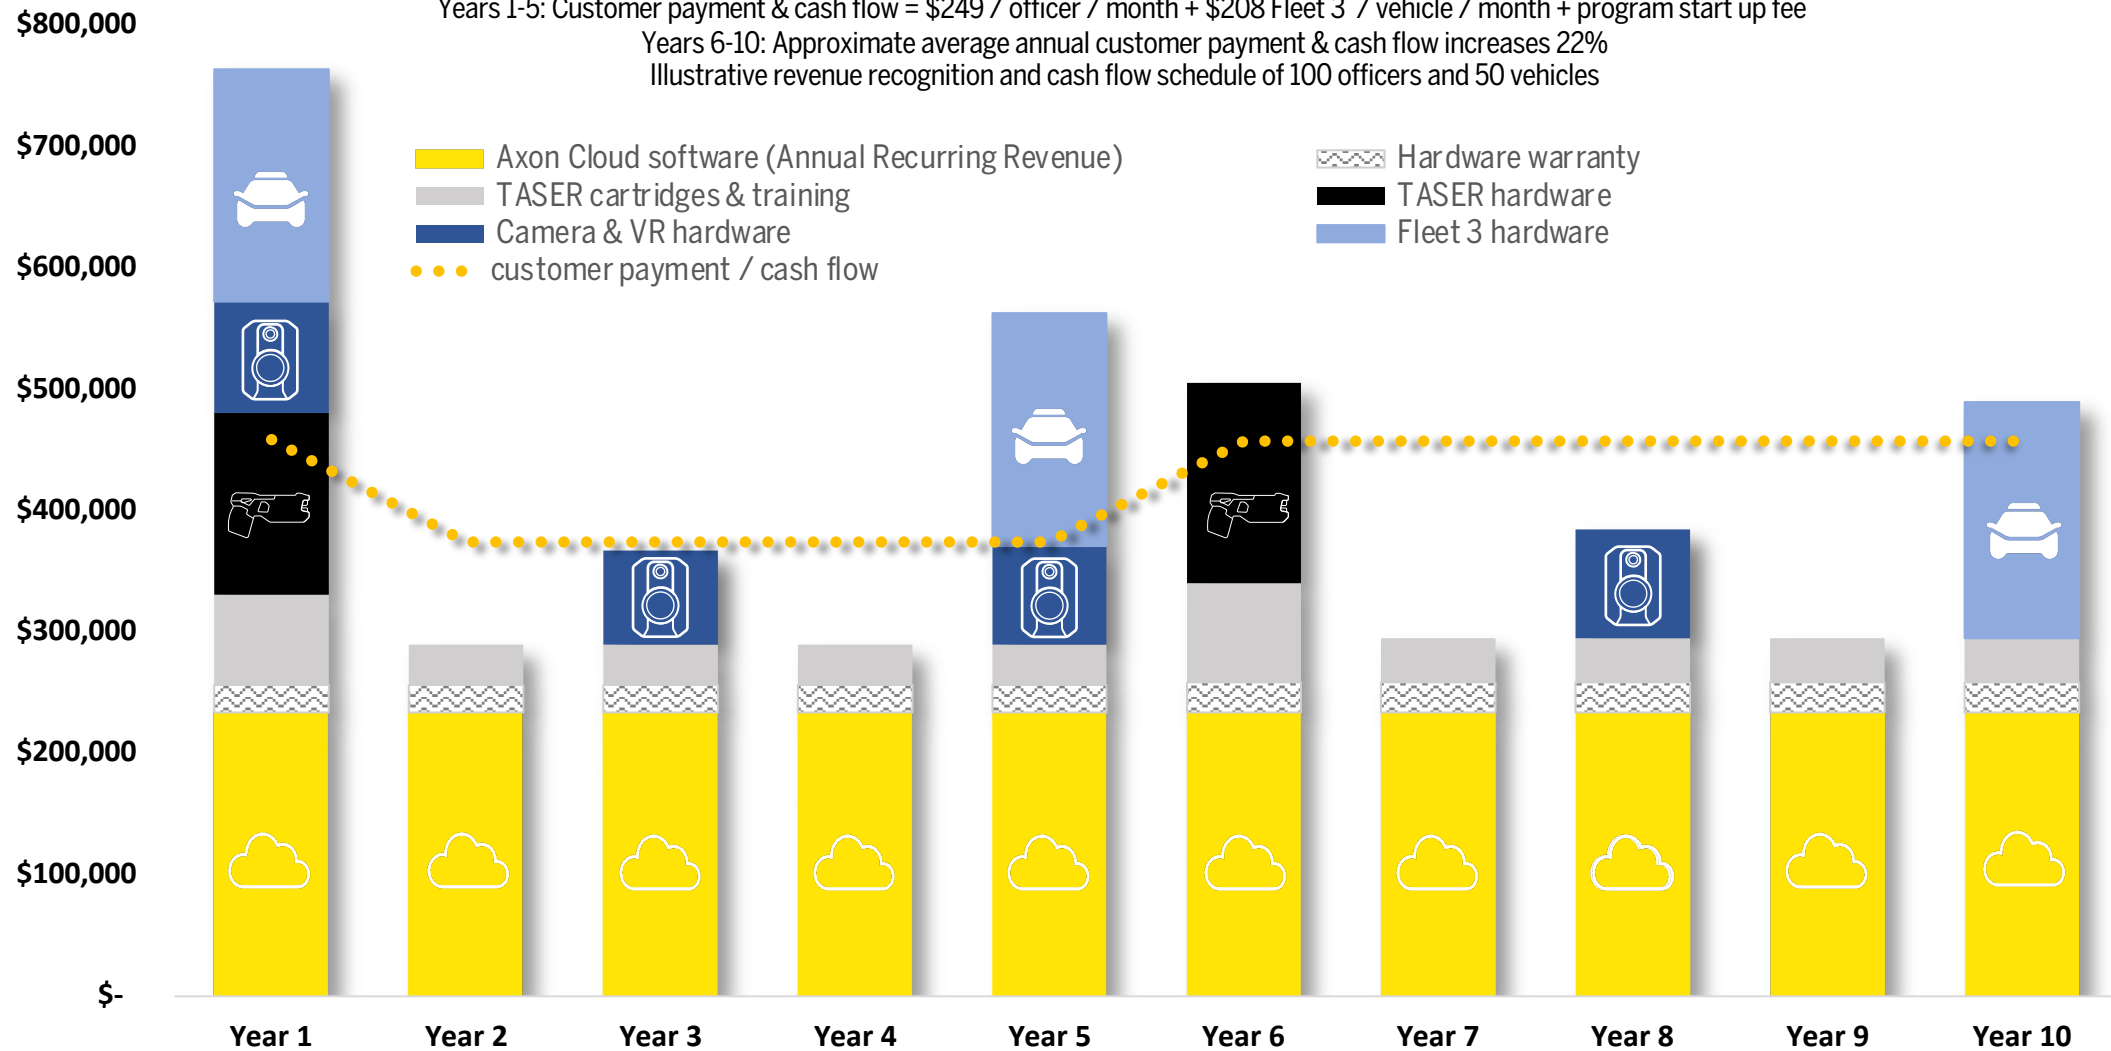 Years 1-5: Customer payment & cash flow = $249 / officer / month + $208 Fleet 3 / vehicle / month + program start up fee
Years 6-10: Approximate average annual customer payment & cash flow increases 22%
Illustrative revenue recognition and cash flow schedule of 100 officers and 50 vehicles
$800,000
$700,000
$600,000
$500,000
$400,000
$300,000
$200,000
$100,000
$-
Axon Cloud software (Annual Recurring Revenue)
Hardware warranty
TASER cartridges & training
TASER hardware
Camera & VR hardware
Fleet 3 hardware
customer payment / cash flow
Year 1
Year 2
Year 3
Year 4
Year 5
Year 6
Year 7
Year 8
Year 9
Year 10